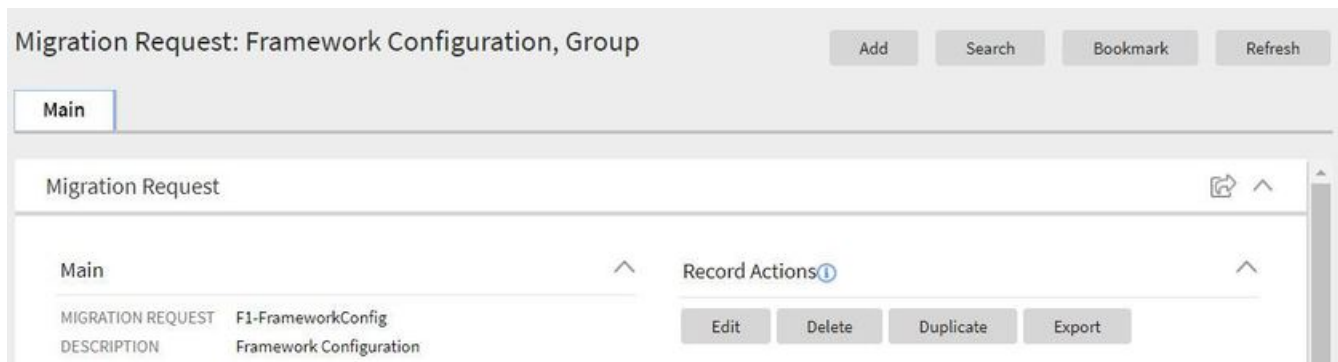 Migration Request: Framework Configuration, Group
Add Search Bookmark Refresh
Main
Migration Request
Main
MIGRATION REQUEST F1-FrameworkConfig
DESCRIPTION Framework Configuration
Record Actions
Edit Delete Duplicate Export